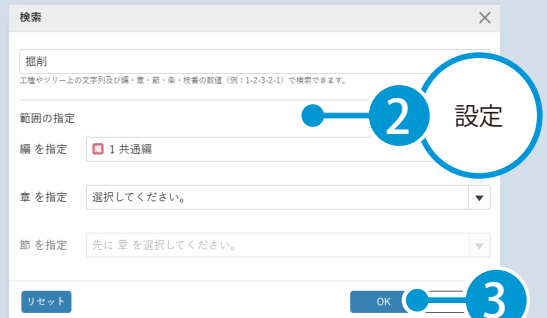 検索
掘削
工種やツリー上の文字列及び編・章・節・条・枝番の数値（例：1-2-3-2-1）で検索できます。
2 設定
範囲の指定
編 を指定 1 共通編
章 を指定 選択してください。
節 を指定 先に 章 を選択してください。
リセット OK 3